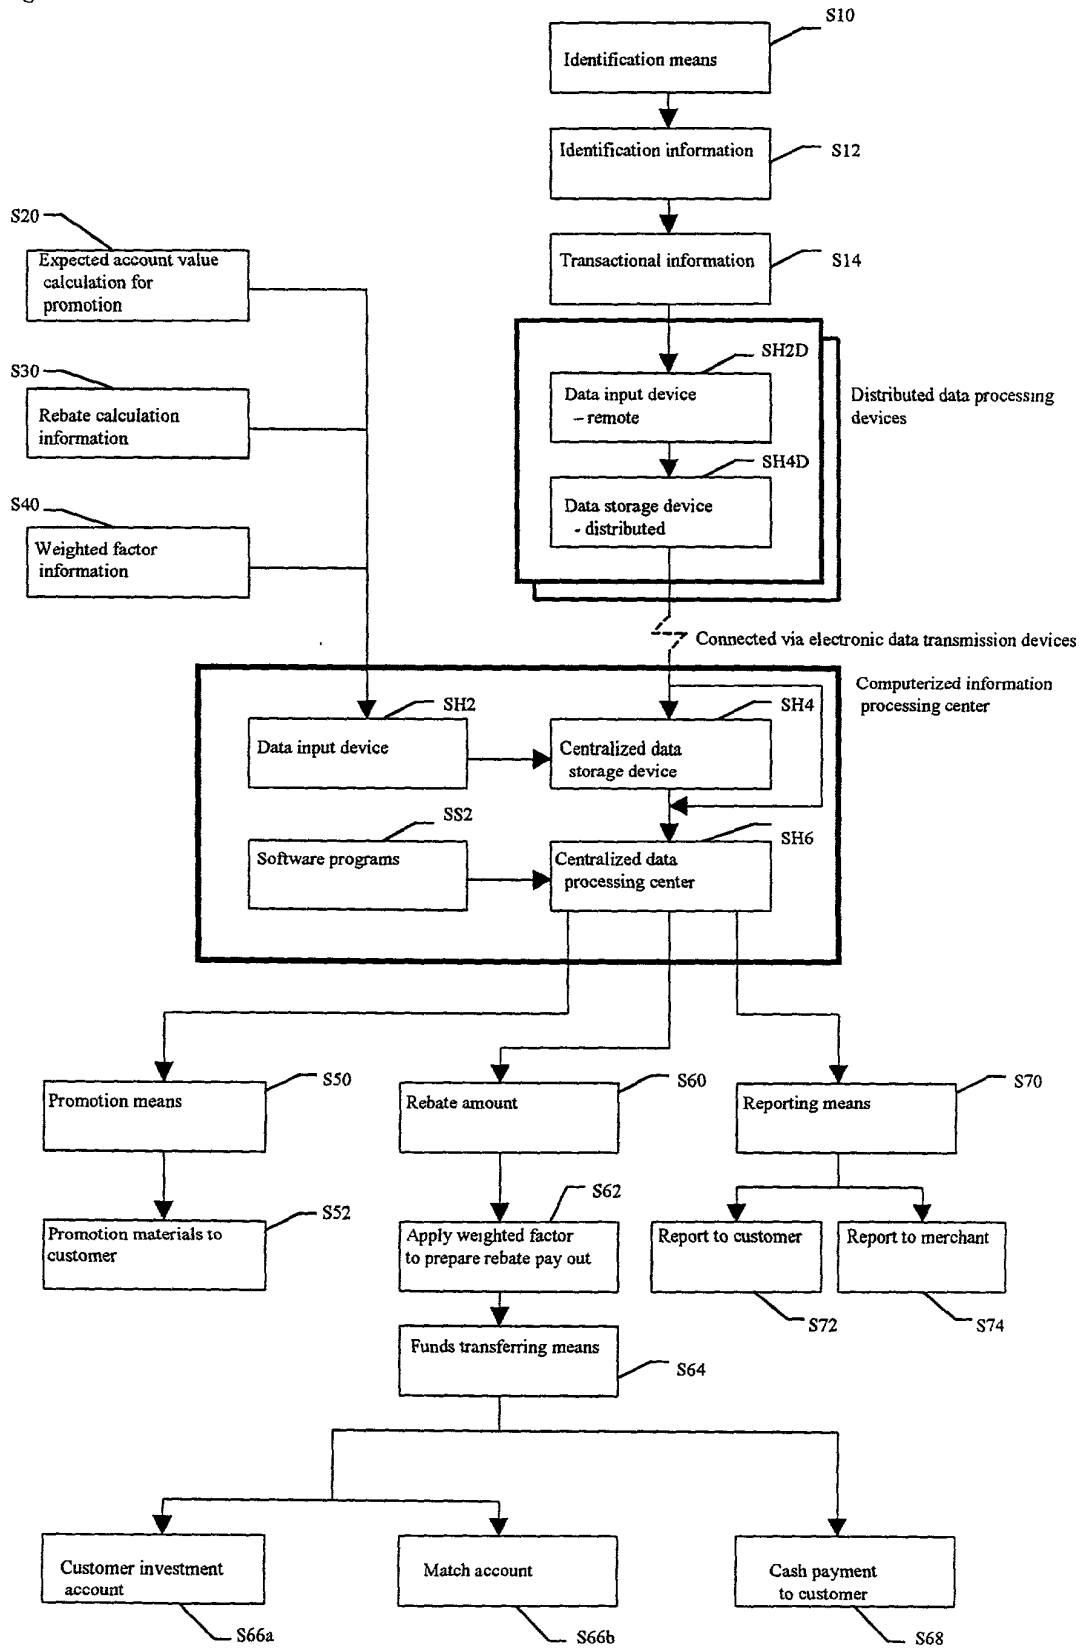 S10
Identification means
Identification information
S12
S20
Expected account value
calculation for
promotion
Transactional information
S14
SH2D
S30
Rebate calculation
information
Data input device
– remote
Distributed data processing
devices
SH4D
S40
Weighted factor
information
Data storage device
- distributed
Connected via electronic data transmission devices
Computerized information
processing center
SH2
SH4
Data input device
Centralized data
storage device
SS2
SH6
Software programs
Centralized data
processing center
S50
S60
S70
Promotion means
Rebate amount
Reporting means
S52
S62
Promotion materials to
customer
Apply weighted factor
to prepare rebate pay out
Report to customer
Report to merchant
S72
S74
Funds transferring means
S64
Customer investment
account
Match account
Cash payment
to customer
S66a
S66b
S68